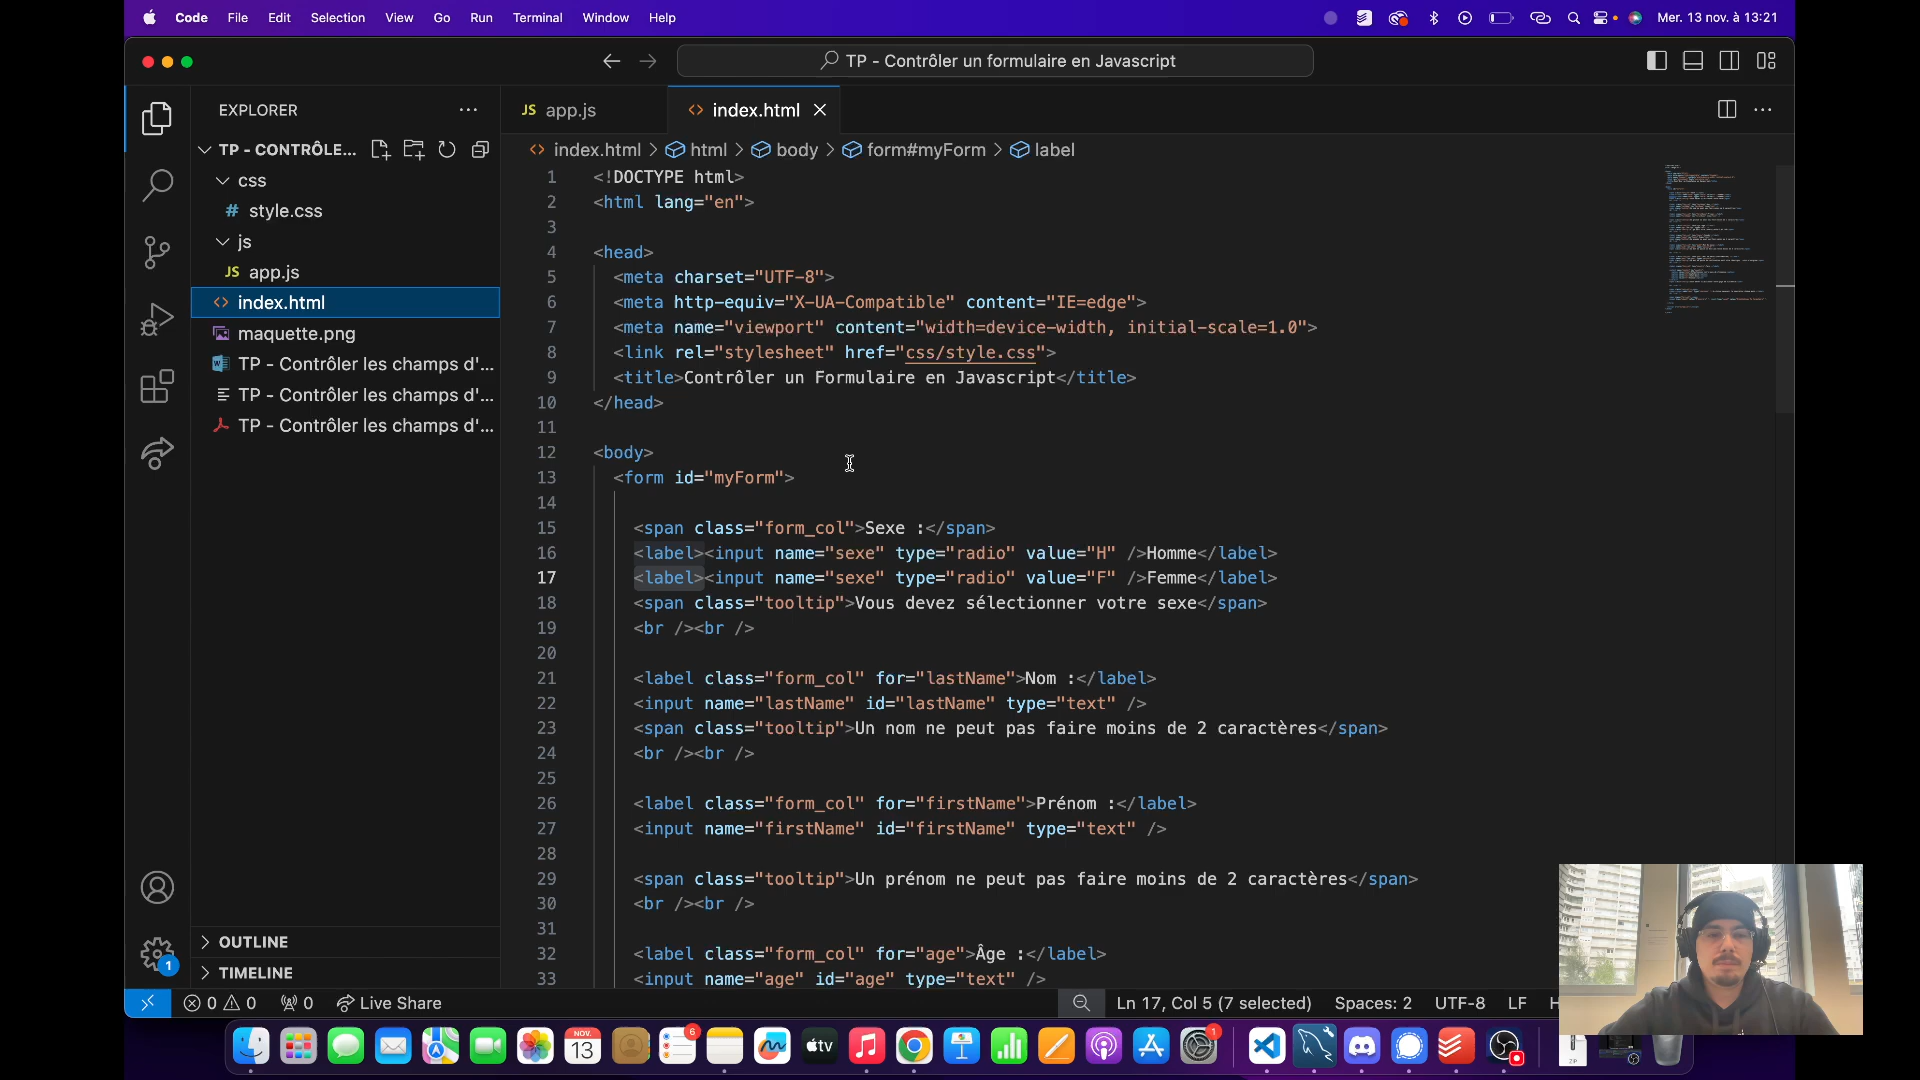 Code File Edit Selection View Go Run Terminal Window Help Mer. 13 nov. à 13:21
TP - Contrôler un formulaire en Javascript
EXPLORER
TP - CONTRÔLE...
css
# style.css
js
JS app.js
<> index.html
maquette.png
TP - Contrôler les champs d'...
TP - Contrôler les champs d'...
TP - Contrôler les champs d'...
OUTLINE
TIMELINE
JS app.js <> index.html
<> index.html > html > body > form#myForm > label
1 <!DOCTYPE html>
2 <html lang="en">
3
4 <head>
5 <meta charset="UTF-8">
6 <meta http-equiv="X-UA-Compatible" content="IE=edge">
7 <meta name="viewport" content="width=device-width, initial-scale=1.0">
8 <link rel="stylesheet" href="css/style.css">
9 <title>Contrôler un Formulaire en Javascript</title>
10 </head>
11
12 <body>
13 <form id="myForm">
14
15 <span class="form_col">Sexe :</span>
16 <label><input name="sexe" type="radio" value="H" />Homme</label>
17 <label><input name="sexe" type="radio" value="F" />Femme</label>
18 <span class="tooltip">Vous devez sélectionner votre sexe</span>
19 <br /><br />
20
21 <label class="form_col" for="lastName">Nom :</label>
22 <input name="lastName" id="lastName" type="text" />
23 <span class="tooltip">Un nom ne peut pas faire moins de 2 caractères</span>
24 <br /><br />
25
26 <label class="form_col" for="firstName">Prénom :</label>
27 <input name="firstName" id="firstName" type="text" />
28
29 <span class="tooltip">Un prénom ne peut pas faire moins de 2 caractères</span>
30 <br /><br />
31
32 <label class="form_col" for="age">Âge :</label>
33 <input name="age" id="age" type="text" />
1
0 0 0 Live Share Ln 17, Col 5 (7 selected) Spaces: 2 UTF-8 LF H
NOV. 13 6 tv 1 ZIP